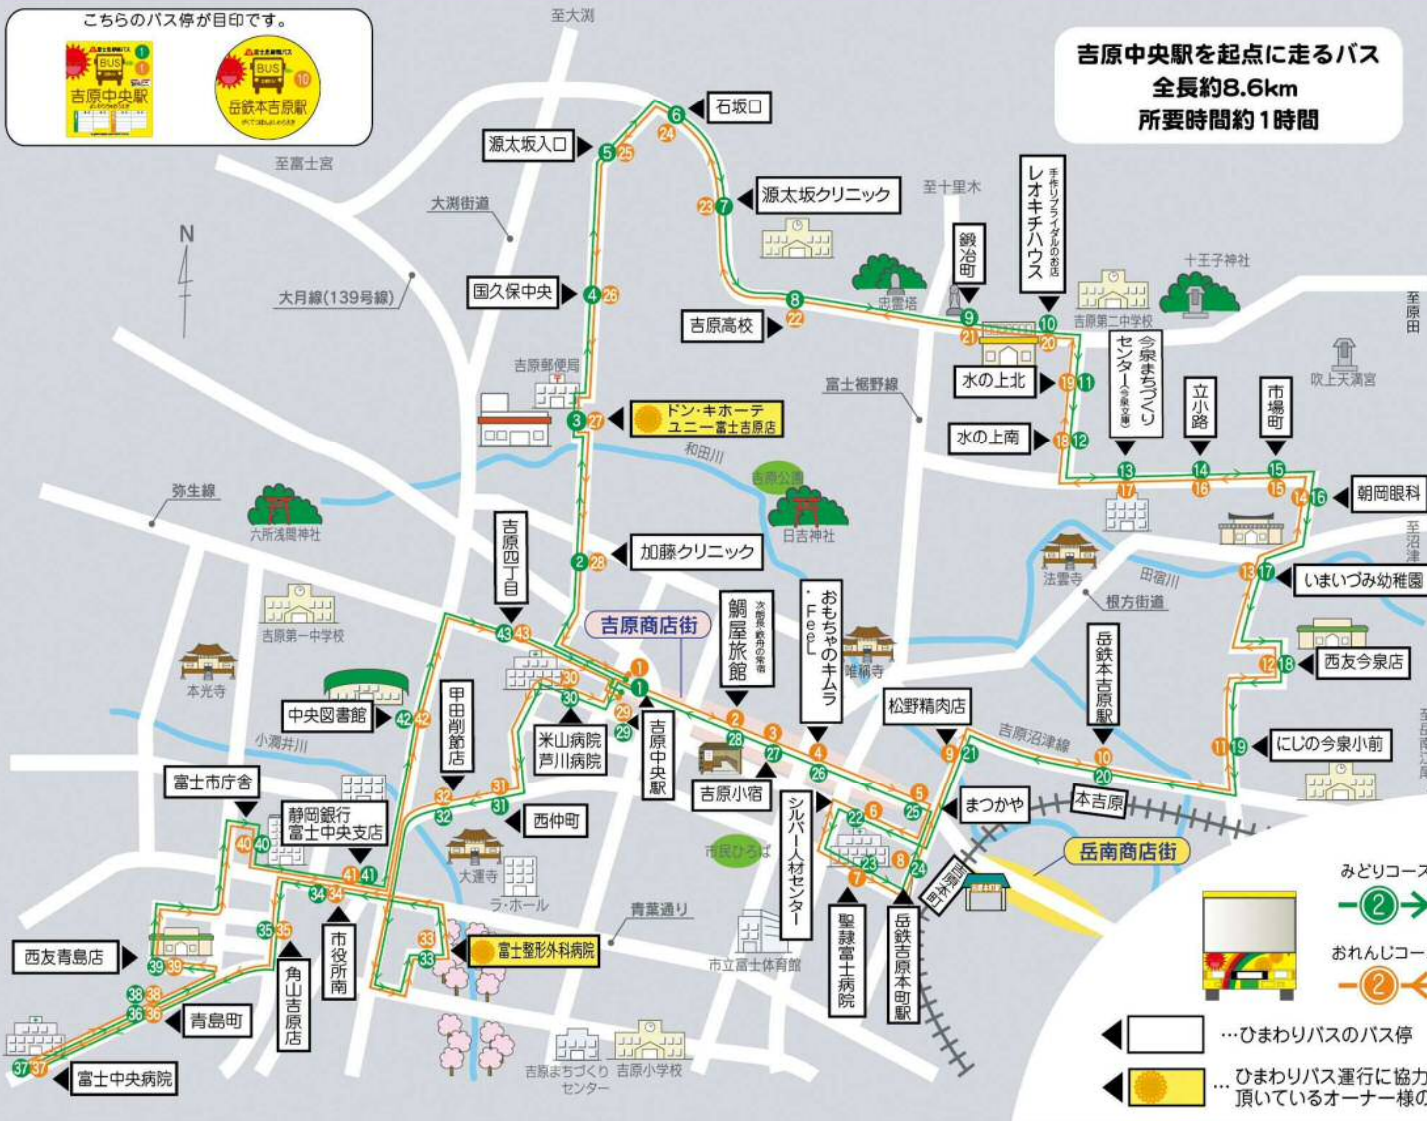 こちらのバス停が目印です。
BUS
吉原中央駅
BUS
岳鉄本吉原駅
吉原中央駅を起点に走るバス
全長約8.6km
所要時間約1時間
至大渕
至富士宮
大渕街道
大月線(139号線)
N
源太坂入口
石坂口
源太坂クリニック
至十里木
鍛冶町
手作りブライダルのお店
レオキチハウス
十王子神社
至原田
忠霊塔
吉原第二中学校
国久保中央
吉原高校
吉原郵便局
ドン・キホーテ
ユニー富士吉原店
富士裾野線
水の上北
水の上南
今泉まちづくり
センター(今泉文庫)
立小路
市場町
吹上天満宮
朝岡眼科
至沼津
和田川
吉原公園
日吉神社
弥生線
六所浅間神社
吉原四丁目
加藤クリニック
法雲寺
田宿川
根方街道
いまいづみ幼稚園
西友今泉店
にじの今泉小前
吉原第一中学校
本光寺
吉原商店街
次郎長・鉄舟の常宿
鯛屋旅館
おもちゃのキムラ
・Feel
唯称寺
松野精肉店
岳鉄本吉原駅
吉原沼津線
中央図書館
小潤井川
甲田削節店
米山病院
芦川病院
吉原中央駅
吉原小宿
富士市庁舎
静岡銀行
富士中央支店
西仲町
大運寺
ラ・ホール
市民ひろば
シルバー人材センター
まつかや
本吉原
吉原本町
岳南商店街
青葉通り
富士整形外科病院
市立富士体育館
聖隷富士病院
岳鉄吉原本町駅
西友青島店
青島町
角山吉原店
市役所南
富士中央病院
吉原まちづくり
センター
吉原小学校
みどりコース
2
おれんじコー
2
…ひまわりバスのバス停
…ひまわりバス運行に協力
頂いているオーナー様の